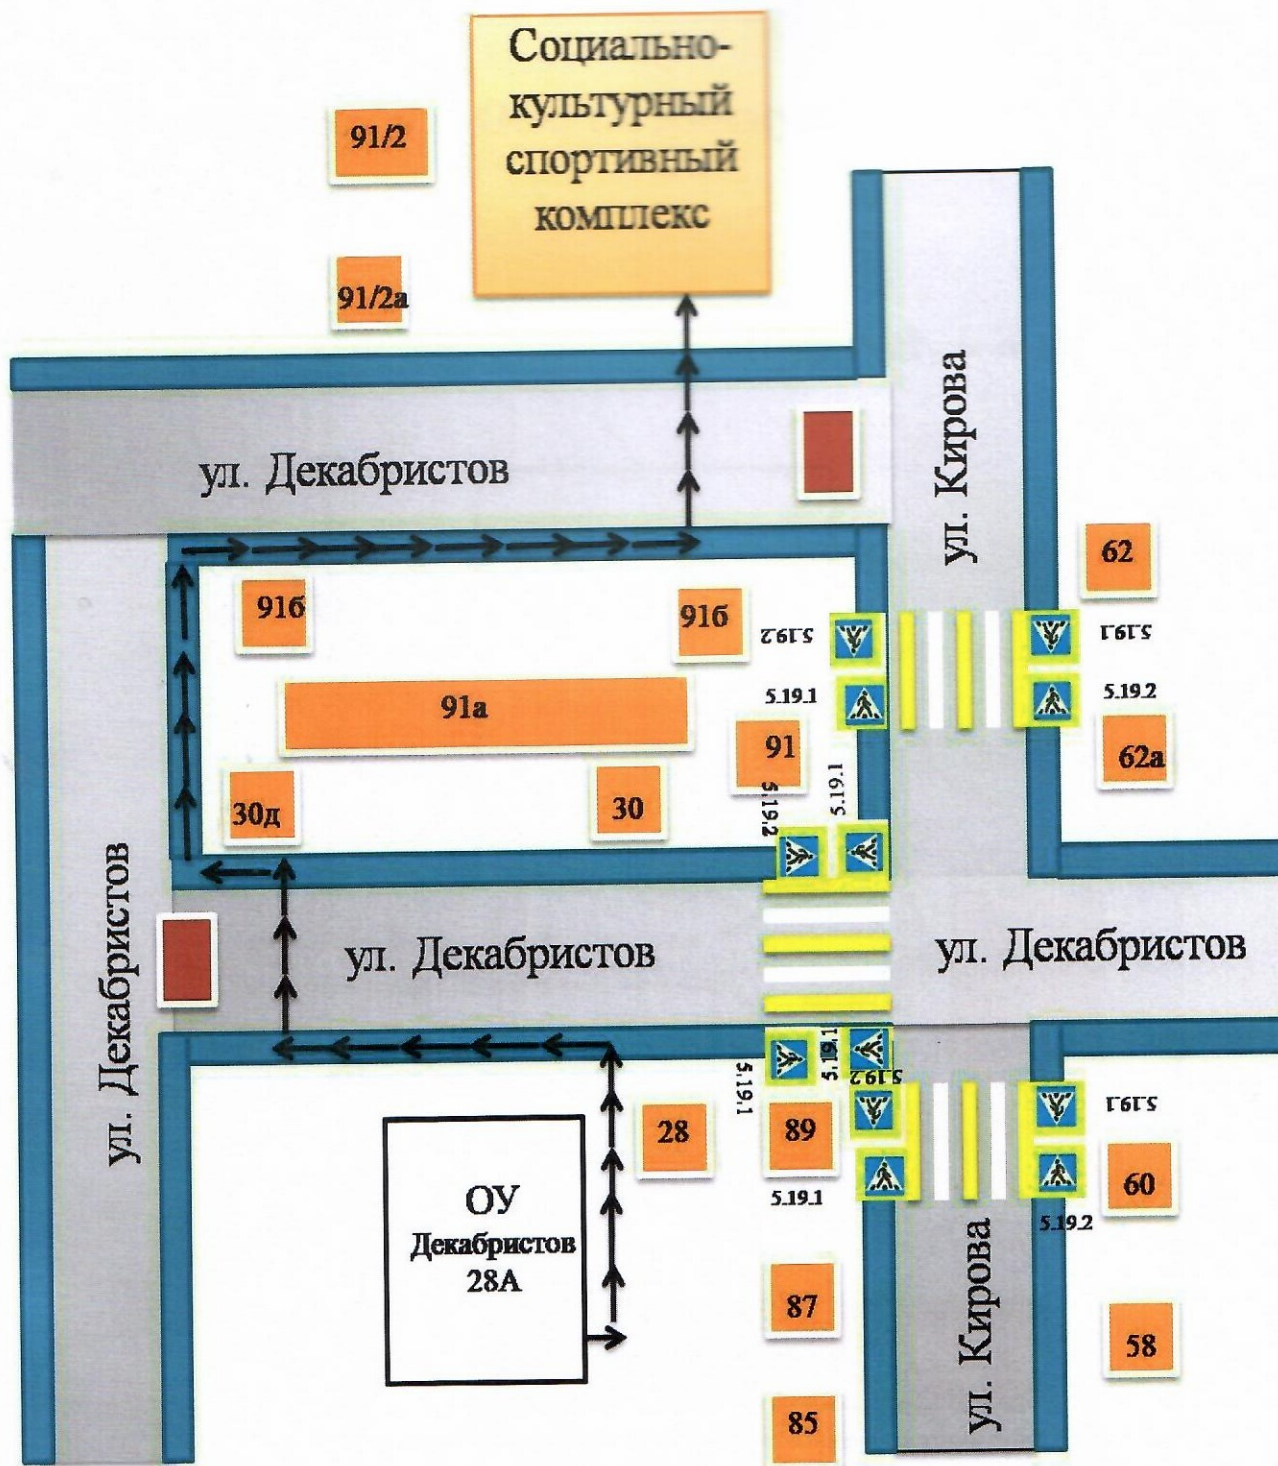 Социально-
культурный
спортивный
комплекс
91/2
91/2а
ул. Декабристов
ул. Кирова
62
91б
91б
5.19.2
5.19.1
91а
5.19.1
5.19.2
91
62а
30д
30
5.19.2
5.19.1
ул. Декабристов
ул. Декабристов
ул. Декабристов
5.19.1
5.19.1
5.19.2
28
89
5.19.1
ОУ
Декабристов
28А
5.19.1
60
5.19.2
87
ул. Кирова
58
85